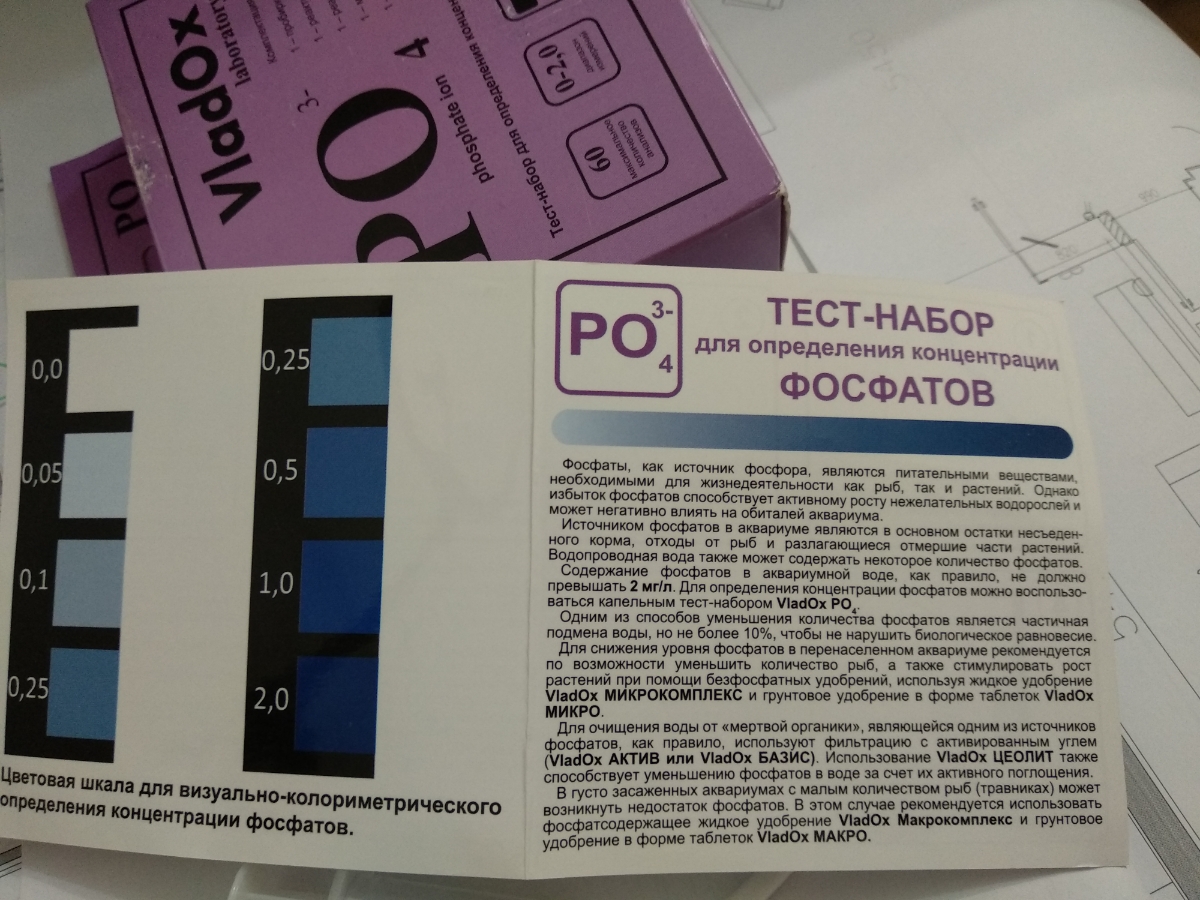 VladOx
laboratory
3-
PO
4
phosphate ion
Тест-набор для определения концен
0-2,0
диапазон
измерений
60
максимальное
количество
анализов
PO
0,0
0,05
0,1
0,25
0,25
0,5
1,0
2,0
Цветовая шкала для визуально-колориметрического
определения концентрации фосфатов.
PO
3-
4
ТЕСТ-НАБОР
для определения концентрации
ФОСФАТОВ
Фосфаты, как источник фосфора, являются питательными веществами,
необходимыми для жизнедеятельности как рыб, так и растений. Однако
избыток фосфатов способствует активному росту нежелательных водорослей и
может негативно влиять на обиталей аквариума.
Источником фосфатов в аквариуме являются в основном остатки несъеден-
ного корма, отходы от рыб и разлагающиеся отмершие части растений.
Водопроводная вода также может содержать некоторое количество фосфатов.
Содержание фосфатов в аквариумной воде, как правило, не должно
превышать 2 мг/л. Для определения концентрации фосфатов можно воспользо-
ваться капельным тест-набором VladOx PO4.
Одним из способов уменьшения количества фосфатов является частичная
подмена воды, но не более 10%, чтобы не нарушить биологическое равновесие.
Для снижения уровня фосфатов в перенаселенном аквариуме рекомендуется
по возможности уменьшить количество рыб, а также стимулировать рост
растений при помощи безфосфатных удобрений, используя жидкое удобрение
VladOx МИКРОКОМПЛЕКС и грунтовое удобрение в форме таблеток VladOx
МИКРО.
Для очищения воды от «мертвой органики», являющейся одним из источников
фосфатов, как правило, используют фильтрацию с активированным углем
(VladOx АКТИВ или VladOx БАЗИС). Использование VladOx ЦЕОЛИТ также
способствует уменьшению фосфатов в воде за счет их активного поглощения.
В густо засаженных аквариумах с малым количеством рыб (травниках) может
возникнуть недостаток фосфатов. В этом случае рекомендуется использовать
фосфатсодержащее жидкое удобрение VladOx Макрокомплекс и грунтовое
удобрение в форме таблеток VladOx МАКРО.